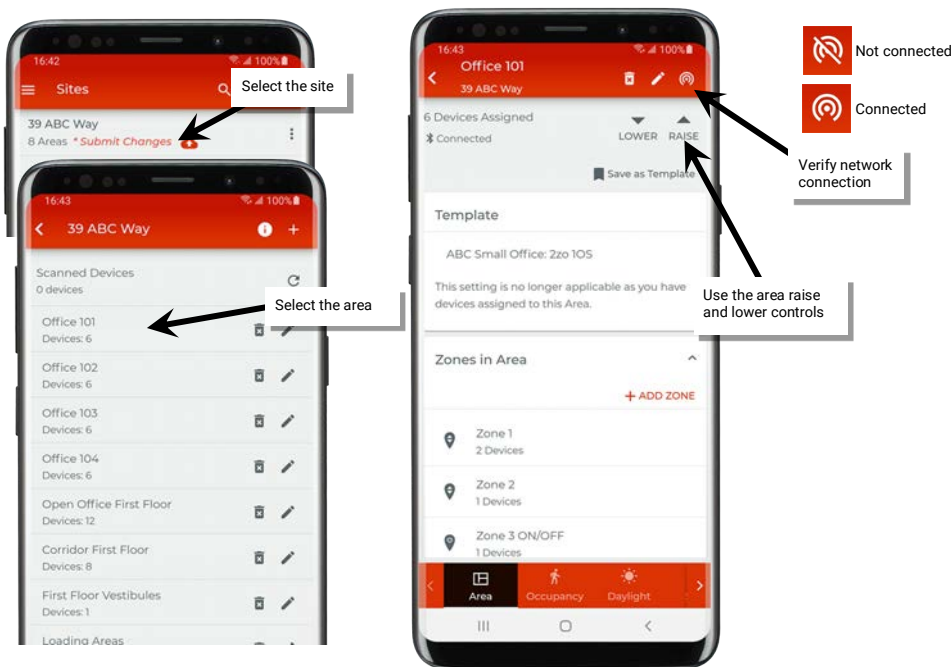 16:42
100%
Sites
Select the site
39 ABC Way
8 Areas * Submit Changes
16:43
100%
39 ABC Way
Scanned Devices
0 devices
Select the area
Office 101
Devices: 6
Office 102
Devices: 6
Office 103
Devices: 6
Office 104
Devices: 6
Open Office First Floor
Devices: 12
Corridor First Floor
Devices: 8
First Floor Vestibules
Devices: 1
Loading Areas
16:43
100%
Office 101
39 ABC Way
6 Devices Assigned
Connected
LOWER RAISE
Save as Template
Template
ABC Small Office: 2zo 1OS
This setting is no longer applicable as you have
devices assigned to this Area.
Zones in Area
+ ADD ZONE
Zone 1
2 Devices
Zone 2
1 Devices
Zone 3 ON/OFF
1 Devices
Area Occupancy Daylight
Not connected
Connected
Verify network
connection
Use the area raise
and lower controls